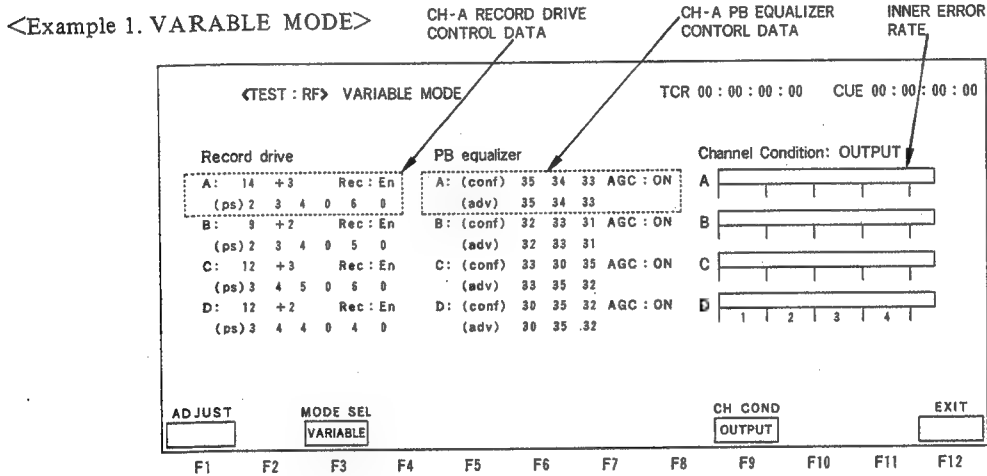 <Example 1. VARABLE MODE>
CH-A RECORD DRIVE
CONTROL DATA
CH-A PB EQUALIZER
CONTORL DATA
INNER ERROR
RATE
<TEST : RF> VARIABLE MODE
TCR 00 : 00 : 00 : 00
CUE 00 : 00 : 00 : 00
Record drive
A: 14 +3 Rec : En
(ps) 2 3 4 0 6 0
B: 9 +2 Rec : En
(ps) 2 3 4 0 5 0
C: 12 +3 Rec : En
(ps) 3 4 5 0 6 0
D: 12 +2 Rec : En
(ps) 3 4 4 0 4 0
PB equalizer
A: (conf) 35 34 33 AGC : ON
(adv) 35 34 33
B: (conf) 32 33 31 AGC : ON
(adv) 32 33 31
C: (conf) 33 30 35 AGC : ON
(adv) 33 35 32
D: (conf) 30 35 32 AGC : ON
(adv) 30 35 .32
Channel Condition: OUTPUT
A
B
C
D
1 2 3 4
ADJUST
MODE SEL
VARIABLE
CH COND
OUTPUT
EXIT
F1 F2 F3 F4 F5 F6 F7 F8 F9 F10 F11 F12